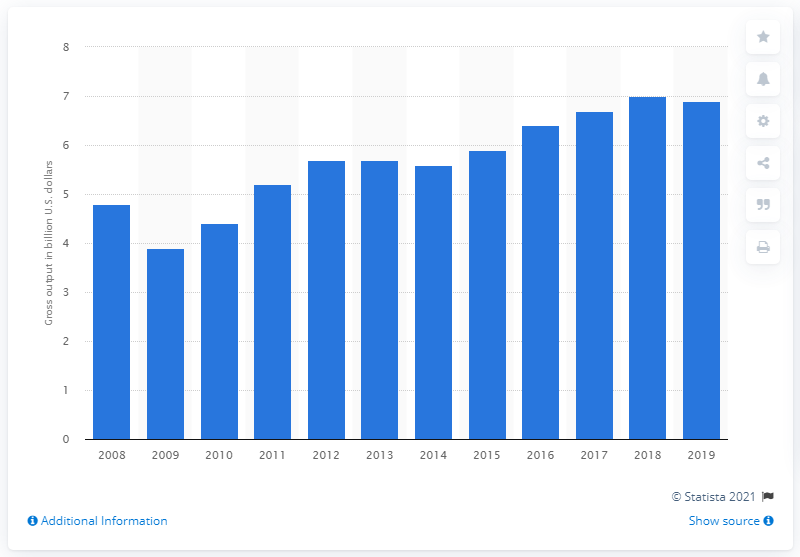 8
7
6
5
4
3
2
1
0
Gross output in billion U.S. dollars
2008 2009 2010 2011 2012 2013 2014 2015 2016 2017 2018 2019
© Statista 2021
Additional Information
Show source